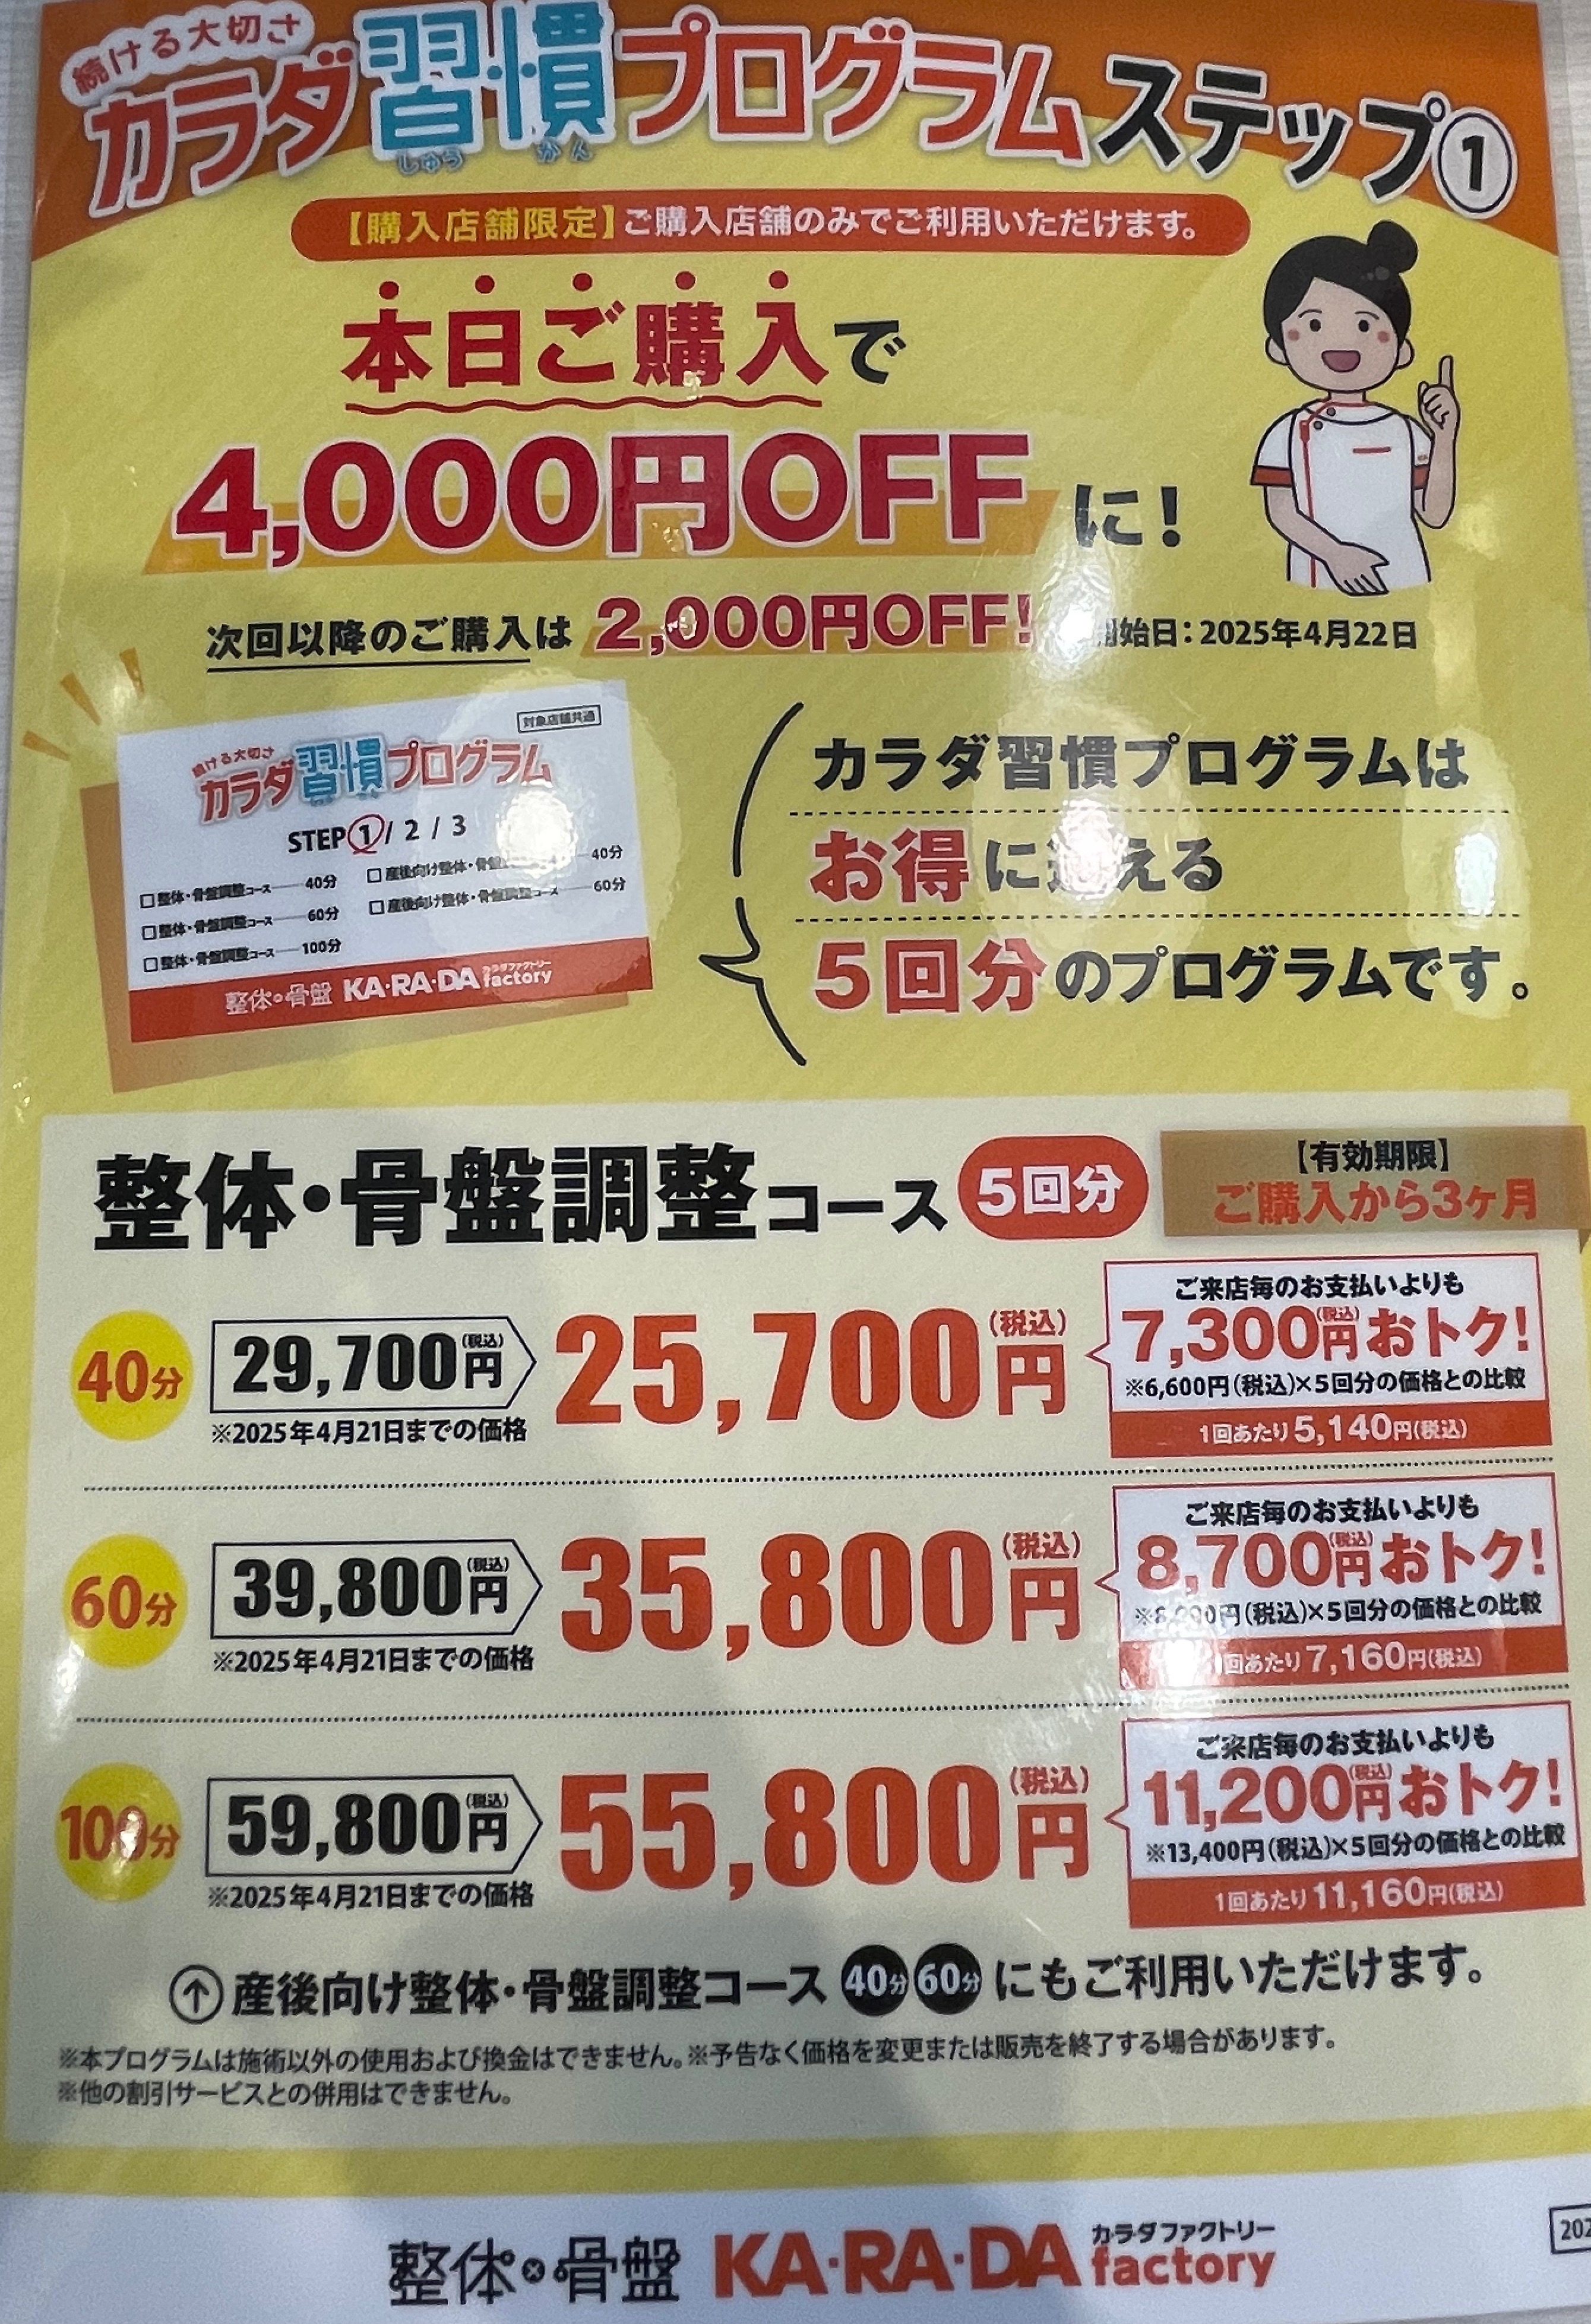 続ける大切さ
カラダ習慣プログラムステップ①
しゅう かん
【購入店舗限定】ご購入店舗のみでご利用いただけます。
本日ご購入で
4,000円OFFに!
次回以降のご購入は 2,000円OFF!
始日:2025年4月22日
対象店舗共通
続ける大切さ
カラダ習慣プログラム
STEP①/ 2 / 3
□整体・骨盤調整コース——40分
□整体・骨盤調整コース——60分
□整体・骨盤調整コース——100分
□産後向け整体・骨盤 40分
□産後向け整体・骨盤調整コース——60分
整体・骨盤 KA・RA・DA カラダファクトリー factory
カラダ習慣プログラムは
お得に える
5回分のプログラムです。
整体・骨盤調整コース 5回分
【有効期限】
ご購入から3ヶ月
40分 29,700円(税込) 25,700円(税込)
※2025年4月21日までの価格
ご来店毎のお支払いよりも
7,300円(税込)おトク!
※6,600円(税込)×5回分の価格との比較
1回あたり5,140円(税込)
60分 39,800円(税込) 35,800円(税込)
※2025年4月21日までの価格
ご来店毎のお支払いよりも
8,700円(税込)おトク!
円(税込)×5回分の価格との比較
回あたり7,160円(税込)
100分 59,800円(税込) 55,800円(税込)
※2025年4月21日までの価格
ご来店毎のお支払いよりも
11,200円(税込)おトク!
※13,400円(税込)×5回分の価格との比較
1回あたり11,160円(税込)
↑産後向け整体・骨盤調整コース 40分 60分 にもご利用いただけます。
※本プログラムは施術以外の使用および換金はできません。※予告なく価格を変更または販売を終了する場合があります。
※他の割引サービスとの併用はできません。
整体・骨盤 KA・RA・DA カラダファクトリー factory
202